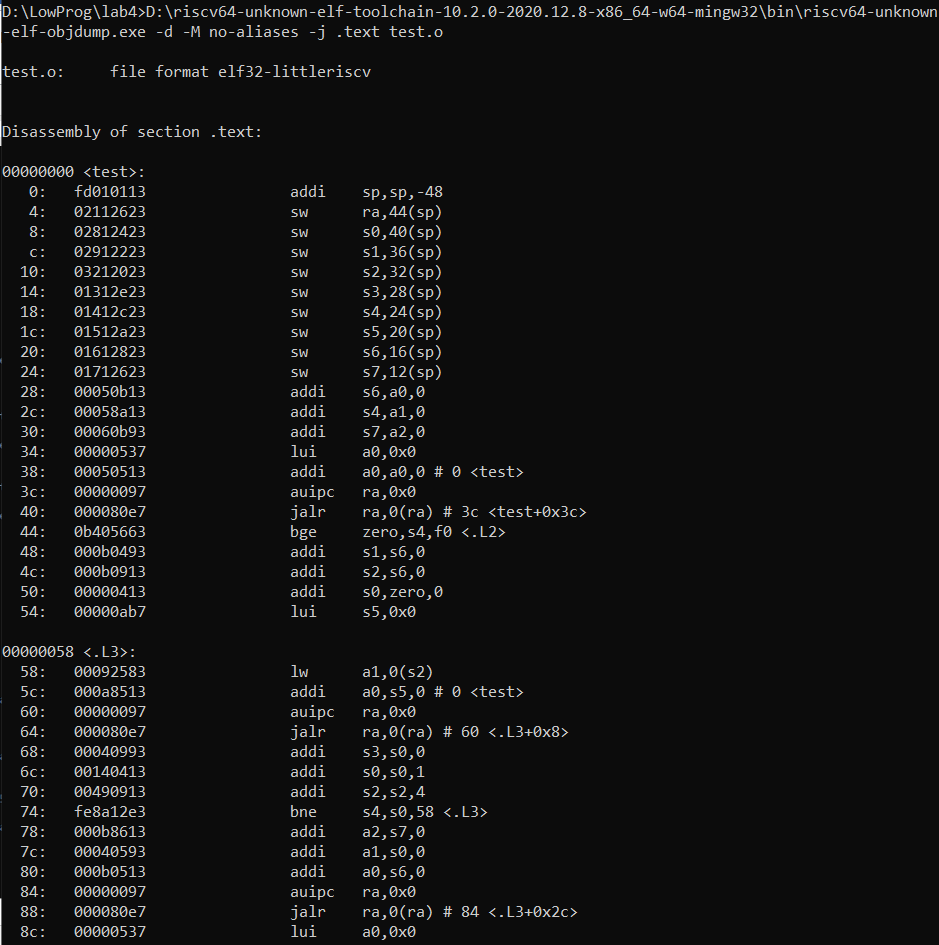 D:\LowProg\lab4>D:\riscv64-unknown-elf-toolchain-10.2.0-2020.12.8-x86_64-w64-mingw32\bin\riscv64-unknown
-elf-objdump.exe -d -M no-aliases -j .text test.o
test.o:     file format elf32-littleriscv
Disassembly of section .text:
00000000 <test>:
   0:   fd010113                addi    sp,sp,-48
   4:   02112623                sw      ra,44(sp)
   8:   02812423                sw      s0,40(sp)
   c:   02912223                sw      s1,36(sp)
  10:   03212023                sw      s2,32(sp)
  14:   01312e23                sw      s3,28(sp)
  18:   01412c23                sw      s4,24(sp)
  1c:   01512a23                sw      s5,20(sp)
  20:   01612823                sw      s6,16(sp)
  24:   01712623                sw      s7,12(sp)
  28:   00050b13                addi    s6,a0,0
  2c:   00058a13                addi    s4,a1,0
  30:   00060b93                addi    s7,a2,0
  34:   00000537                lui     a0,0x0
  38:   00050513                addi    a0,a0,0 # 0 <test>
  3c:   00000097                auipc   ra,0x0
  40:   000080e7                jalr    ra,0(ra) # 3c <test+0x3c>
  44:   0b405663                bge     zero,s4,f0 <.L2>
  48:   000b0493                addi    s1,s6,0
  4c:   000b0913                addi    s2,s6,0
  50:   00000413                addi    s0,zero,0
  54:   00000ab7                lui     s5,0x0
00000058 <.L3>:
  58:   00092583                lw      a1,0(s2)
  5c:   000a8513                addi    a0,s5,0 # 0 <test>
  60:   00000097                auipc   ra,0x0
  64:   000080e7                jalr    ra,0(ra) # 60 <.L3+0x8>
  68:   00040993                addi    s3,s0,0
  6c:   00140413                addi    s0,s0,1
  70:   00490913                addi    s2,s2,4
  74:   fe8a12e3                bne     s4,s0,58 <.L3>
  78:   000b8613                addi    a2,s7,0
  7c:   00040593                addi    a1,s0,0
  80:   000b0513                addi    a0,s6,0
  84:   00000097                auipc   ra,0x0
  88:   000080e7                jalr    ra,0(ra) # 84 <.L3+0x2c>
  8c:   00000537                lui     a0,0x0